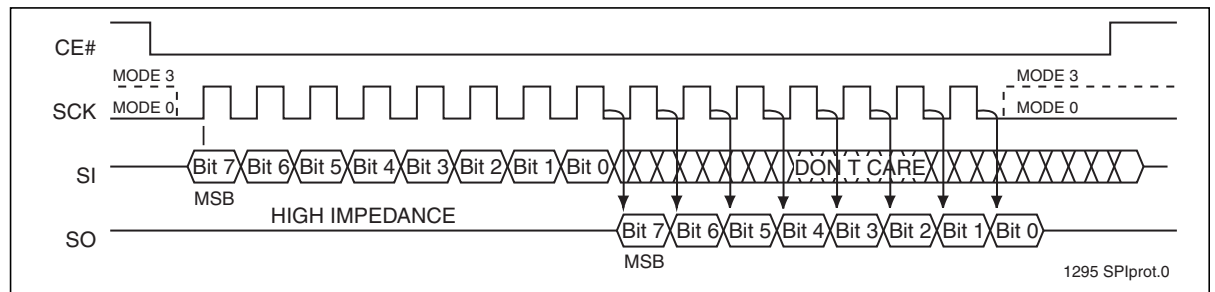 CE#
MODE 3
MODE 3
SCK
MODE 0
MODE 0
SI
Bit 7 Bit 6 Bit 5 Bit 4 Bit 3 Bit 2 Bit 1 Bit 0 DON T CARE
MSB
HIGH IMPEDANCE
SO
Bit 7 Bit 6 Bit 5 Bit 4 Bit 3 Bit 2 Bit 1 Bit 0
MSB
1295 SPIprot.0